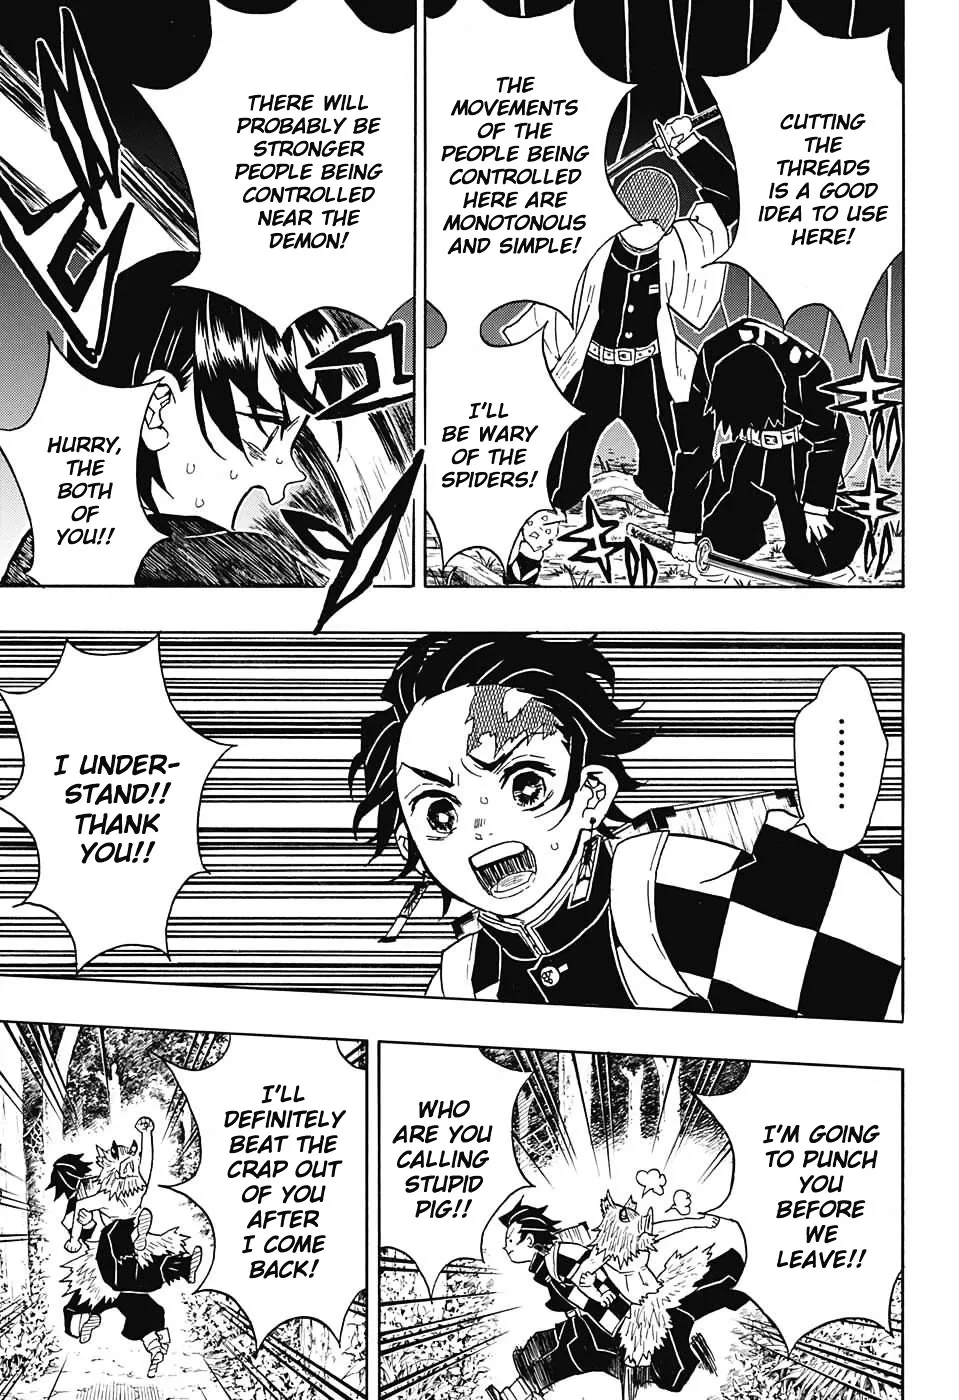 CUTTING
THE
THREADS
IS A GOOD
IDEA TO USE
HERE!
THE
MOVEMENTS
OF THE
PEOPLE BEING
CONTROLLED
HERE ARE
MONOTONOUS
AND SIMPLE!
I'LL
BE WARY
OF THE
SPIDERS!
THERE WILL
PROBABLY BE
STRONGER
PEOPLE BEING
CONTROLLED
NEAR THE
DEMON!
HURRY,
THE
BOTH
OF
YOU!!
.........
I UNDER-
STAND!!
THANK
YOU!!
I'M GOING
TO PUNCH
YOU
BEFORE
WE
LEAVE!!
WHO
ARE YOU
CALLING
STUPID
PIG!!
I'LL
DEFINITELY
BEAT THE
CRAP OUT
OF YOU
AFTER
I COME
BACK!